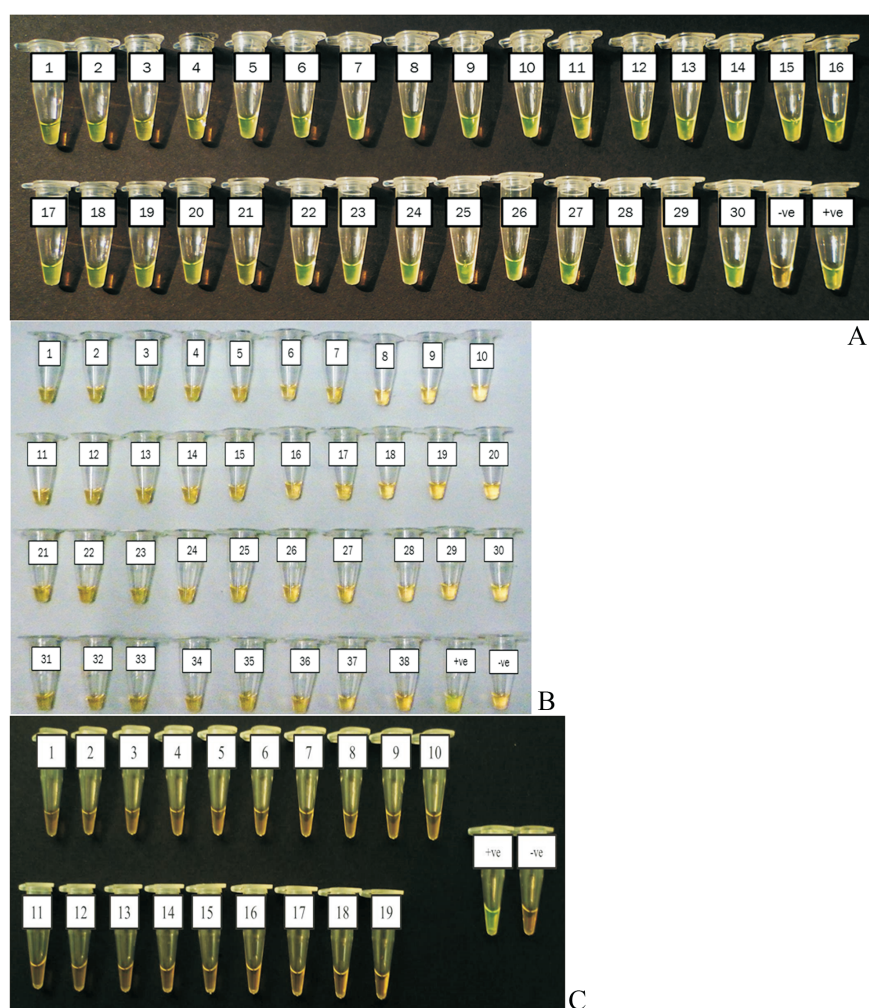 1 2 3 4 5 6 7 8 9 10 11 12 13 14 15 16
17 18 19 20 21 22 23 24 25 26 27 28 29 30 -ve +ve
A
1 2 3 4 5 6 7 8 9 10
11 12 13 14 15 16 17 18 19 20
21 22 23 24 25 26 27 28 29 30
31 32 33 34 35 36 37 38 +ve -ve
B
1 2 3 4 5 6 7 8 9 10
+ve -ve
11 12 13 14 15 16 17 18 19
C